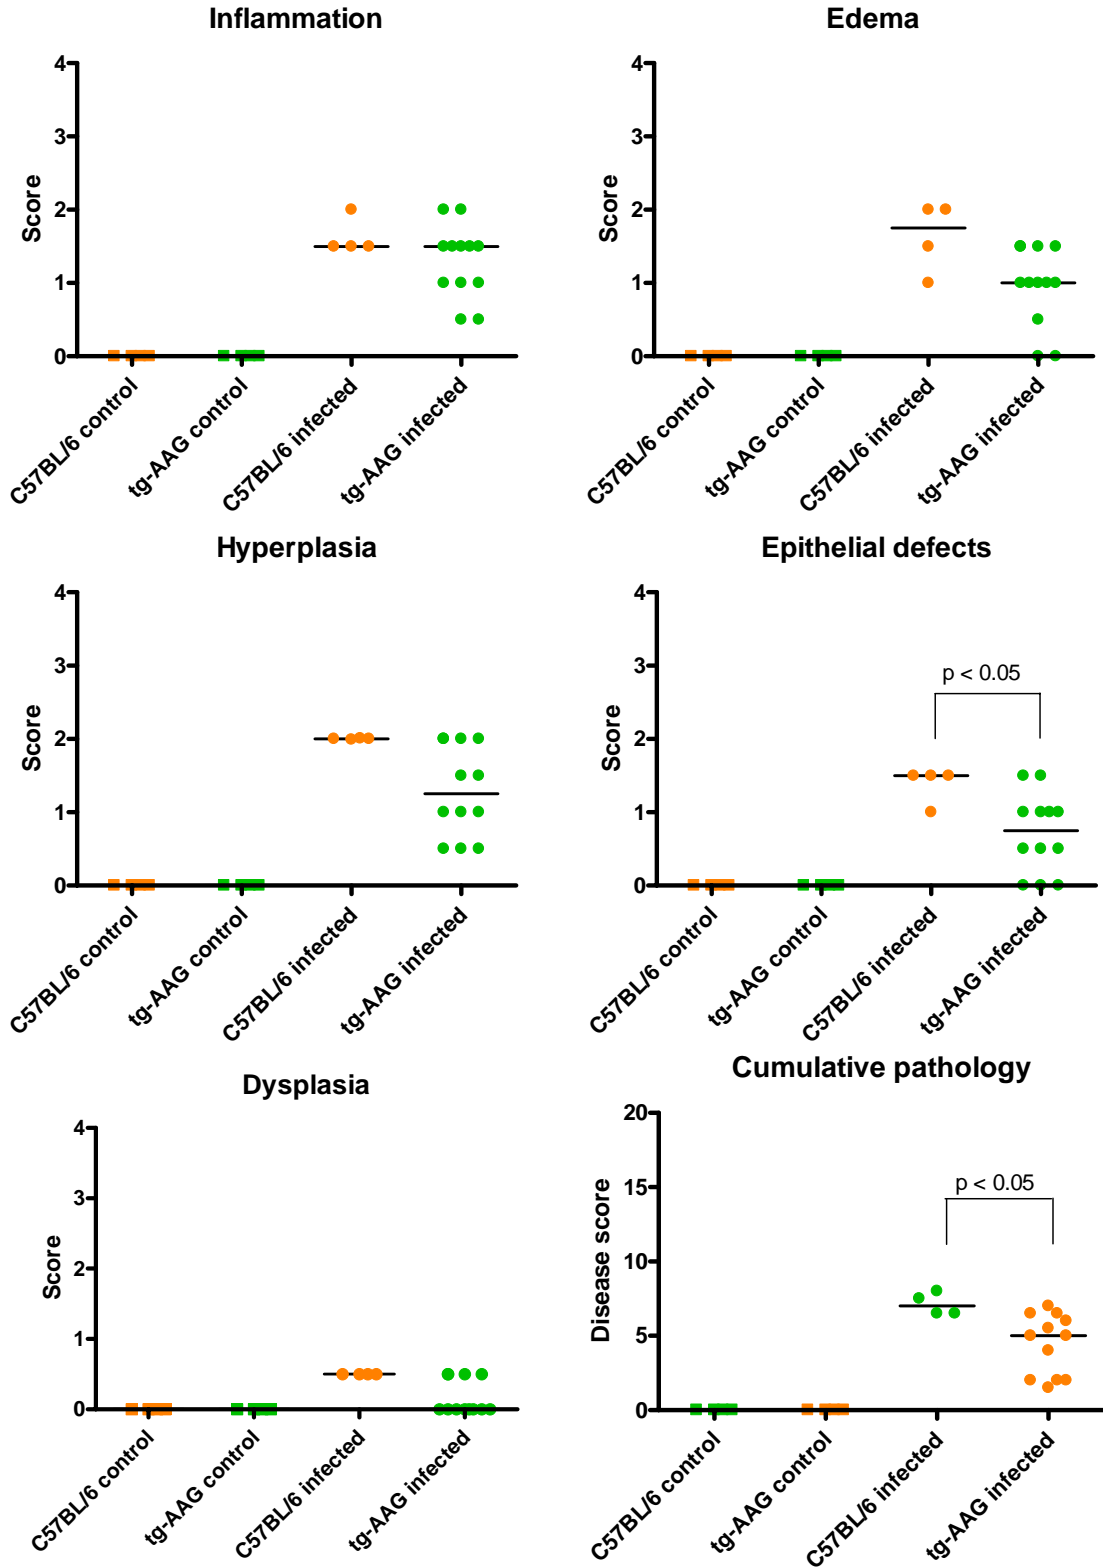 Inflammation
4
3
2
1
0
Score
C57BL/6 control
tg-AAG control
C57BL/6 infected
tg-AAG infected
Edema
4
3
2
1
0
Score
C57BL/6 control
tg-AAG control
C57BL/6 infected
tg-AAG infected
Hyperplasia
4
3
2
1
0
Score
C57BL/6 control
tg-AAG control
C57BL/6 infected
tg-AAG infected
Epithelial defects
4
3
2
1
0
Score
p < 0.05
C57BL/6 control
tg-AAG control
C57BL/6 infected
tg-AAG infected
Dysplasia
4
3
2
1
0
Score
C57BL/6 control
tg-AAG control
C57BL/6 infected
tg-AAG infected
Cumulative pathology
20
15
10
5
0
Disease score
p < 0.05
C57BL/6 control
tg-AAG control
C57BL/6 infected
tg-AAG infected